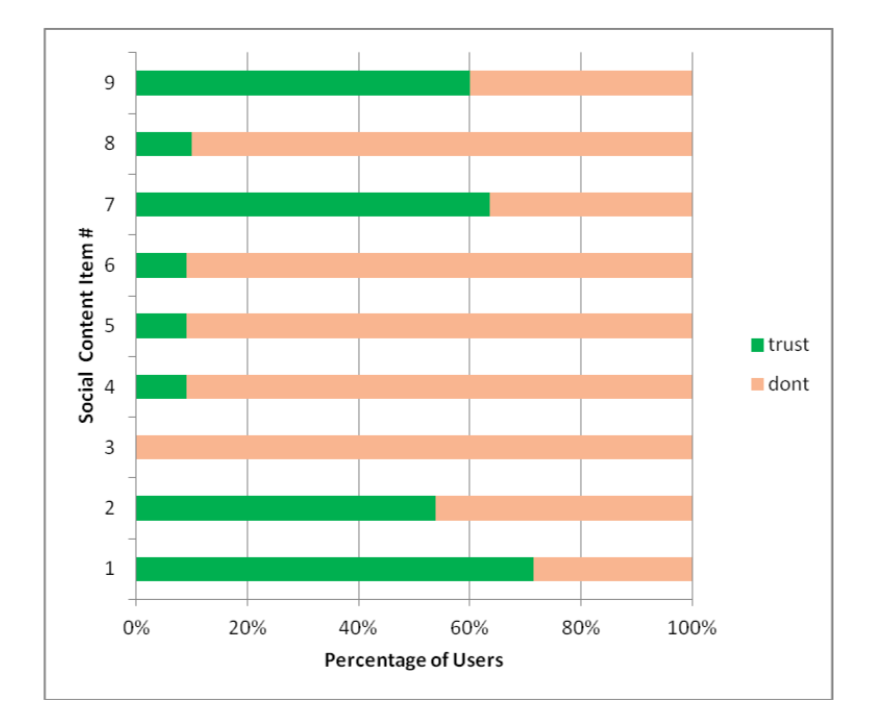 9
8
7
6
5
4
3
2
1
Social Content Item #
0% 20% 40% 60% 80% 100%
Percentage of Users
trust
dont